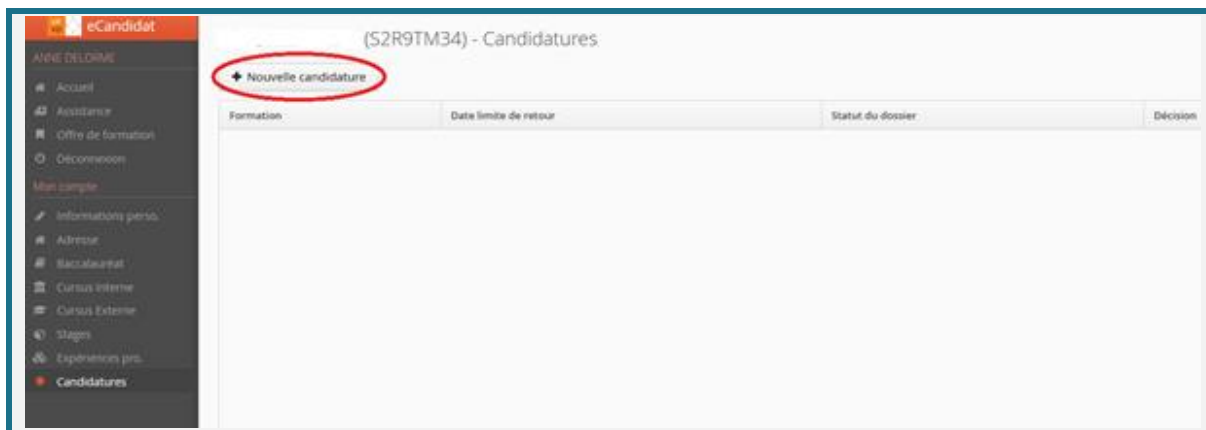 eCandidat
ANNE DELORME
Accueil
Assistance
Offre de formation
Déconnexion
Mon compte
Informations perso.
Adresse
Baccalauréat
Cursus Interne
Cursus Externe
Stages
Expériences pro.
Candidatures
(S2R9TM34) - Candidatures
+ Nouvelle candidature
Formation Date limite de retour Statut du dossier Décision